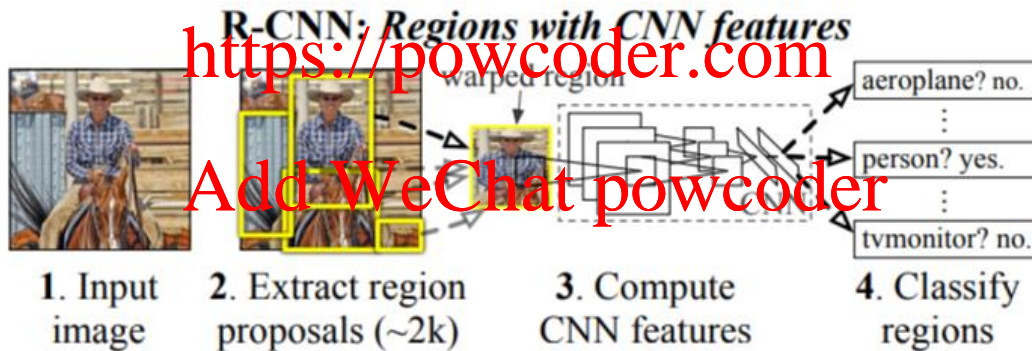 R-CNN: Regions with CNN features
https://powcoder.com
warped region
aeroplane? no.
person? yes.
Add WeChat powcoder
CNN
tvmonitor? no.
1. Input image
2. Extract region proposals (~2k)
3. Compute CNN features
4. Classify regions